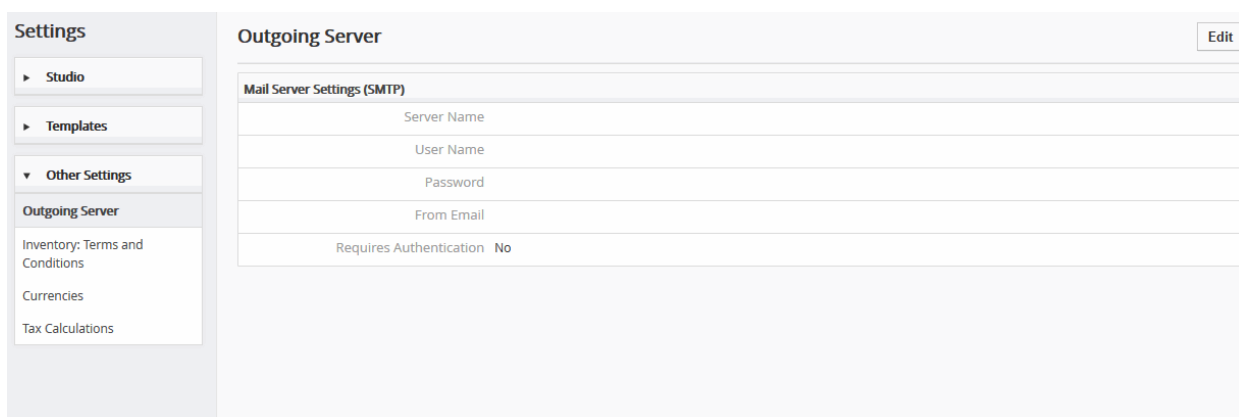 Settings
Studio
Templates
Other Settings
Outgoing Server
Inventory: Terms and
Conditions
Currencies
Tax Calculations
Outgoing Server
Edit
Mail Server Settings (SMTP)
Server Name
User Name
Password
From Email
Requires Authentication No